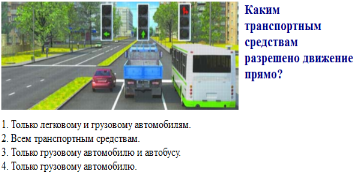 Каким
транспортным
средствам
разрешено движение
прямо?
1. Только легковому и грузовому автомобилям.
2. Всем транспортным средствам.
3. Только грузовому автомобилю и автобусу.
4. Только грузовому автомобилю.